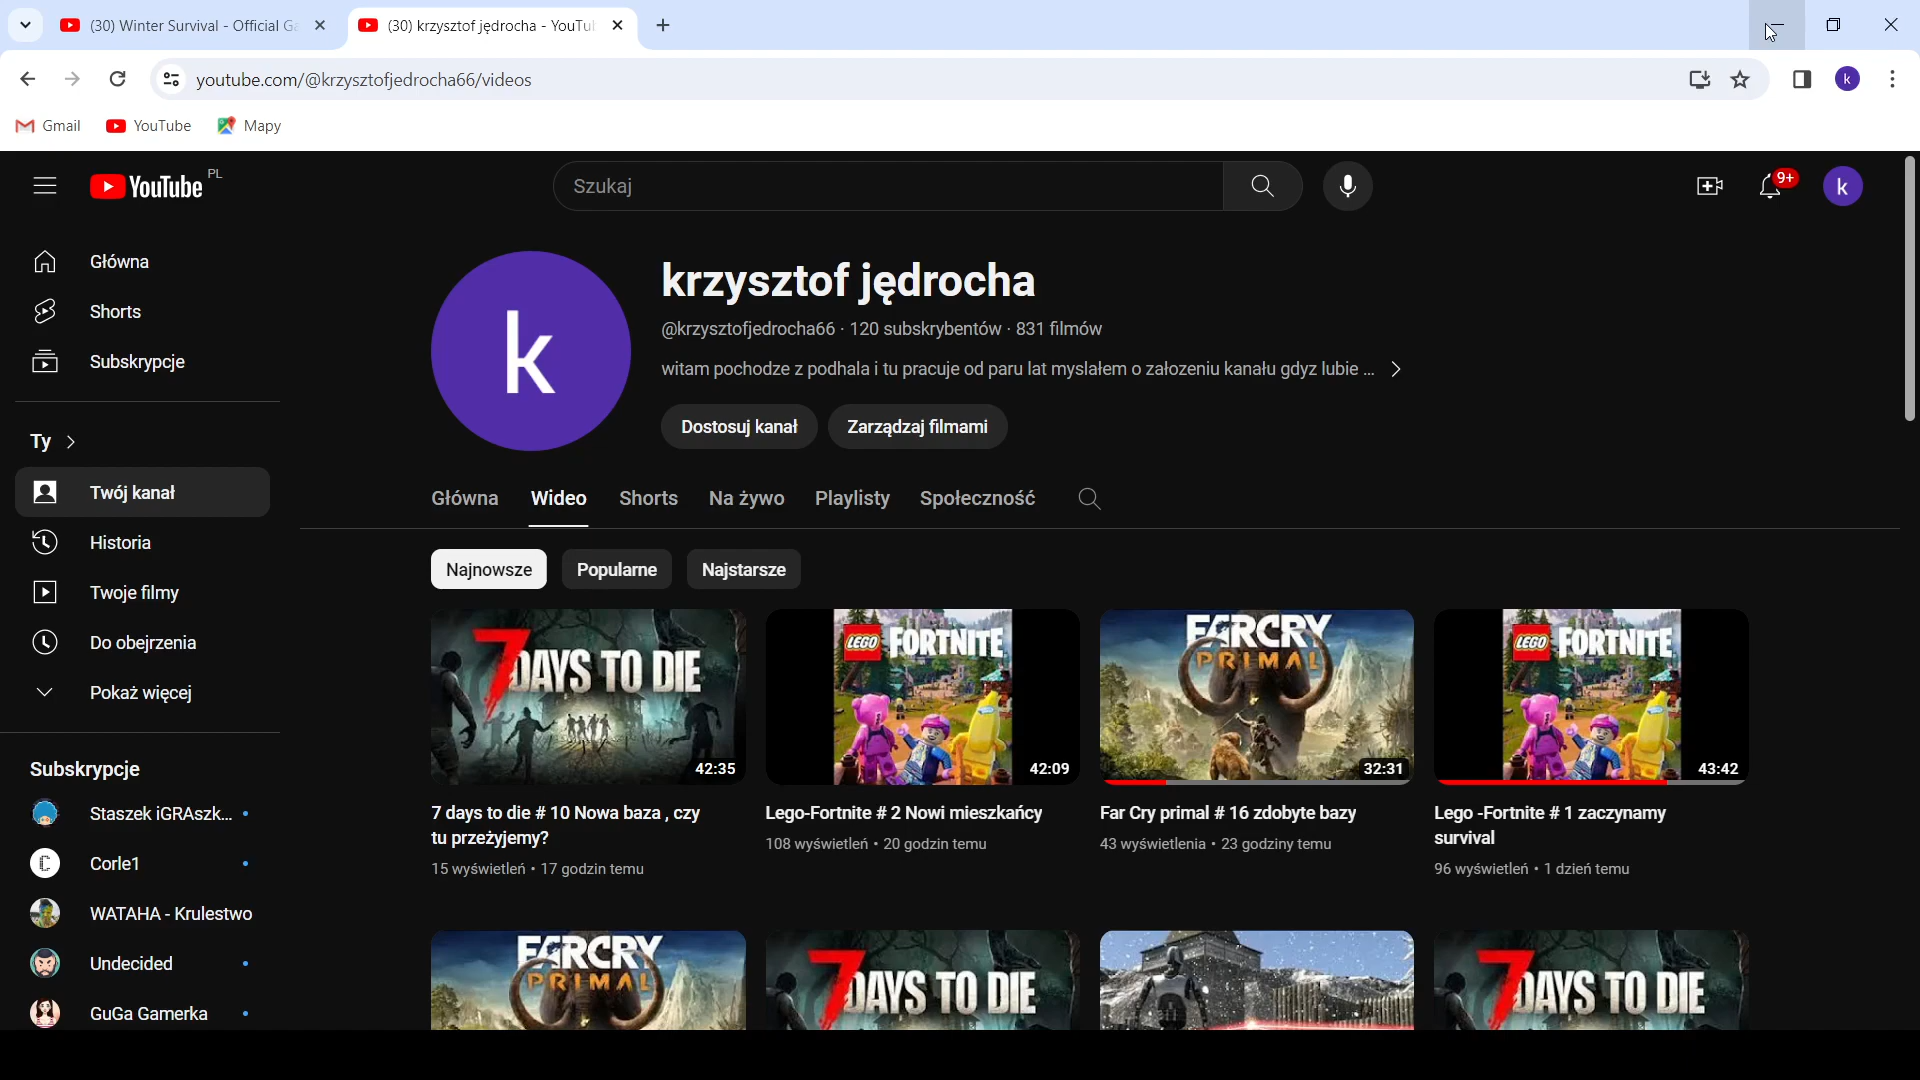 (30) Winter Survival - Official Ga
(30) krzysztof jędrocha - YouTu
youtube.com/@krzysztofjedrocha66/videos
k
Gmail
YouTube
Mapy
YouTube PL
Szukaj
9+
k
Główna
Shorts
Subskrypcje
Ty
Twój kanał
Historia
Twoje filmy
Do obejrzenia
Pokaż więcej
Subskrypcje
Staszek iGRAszk...
Corle1
WATAHA - Krulestwo
Undecided
GuGa Gamerka
k
krzysztof jędrocha
@krzysztofjedrocha66 · 120 subskrybentów · 831 filmów
witam pochodze z podhala i tu pracuje od paru lat myslałem o załozeniu kanału gdyz lubie ...
Dostosuj kanał
Zarządzaj filmami
Główna
Wideo
Shorts
Na żywo
Playlisty
Społeczność
Najnowsze
Popularne
Najstarsze
7 DAYS TO DIE
42:35
7 days to die # 10 Nowa baza , czy
tu przeżyjemy?
15 wyświetleń • 17 godzin temu
LEGO FORTNITE
42:09
Lego-Fortnite # 2 Nowi mieszkańcy
108 wyświetleń • 20 godzin temu
FARCRY
PRIMAL
32:31
Far Cry primal # 16 zdobyte bazy
43 wyświetlenia • 23 godziny temu
LEGO FORTNITE
43:42
Lego -Fortnite # 1 zaczynamy
survival
96 wyświetleń • 1 dzień temu
FARCRY
PRIMAL
7 DAYS TO DIE
7 DAYS TO DIE